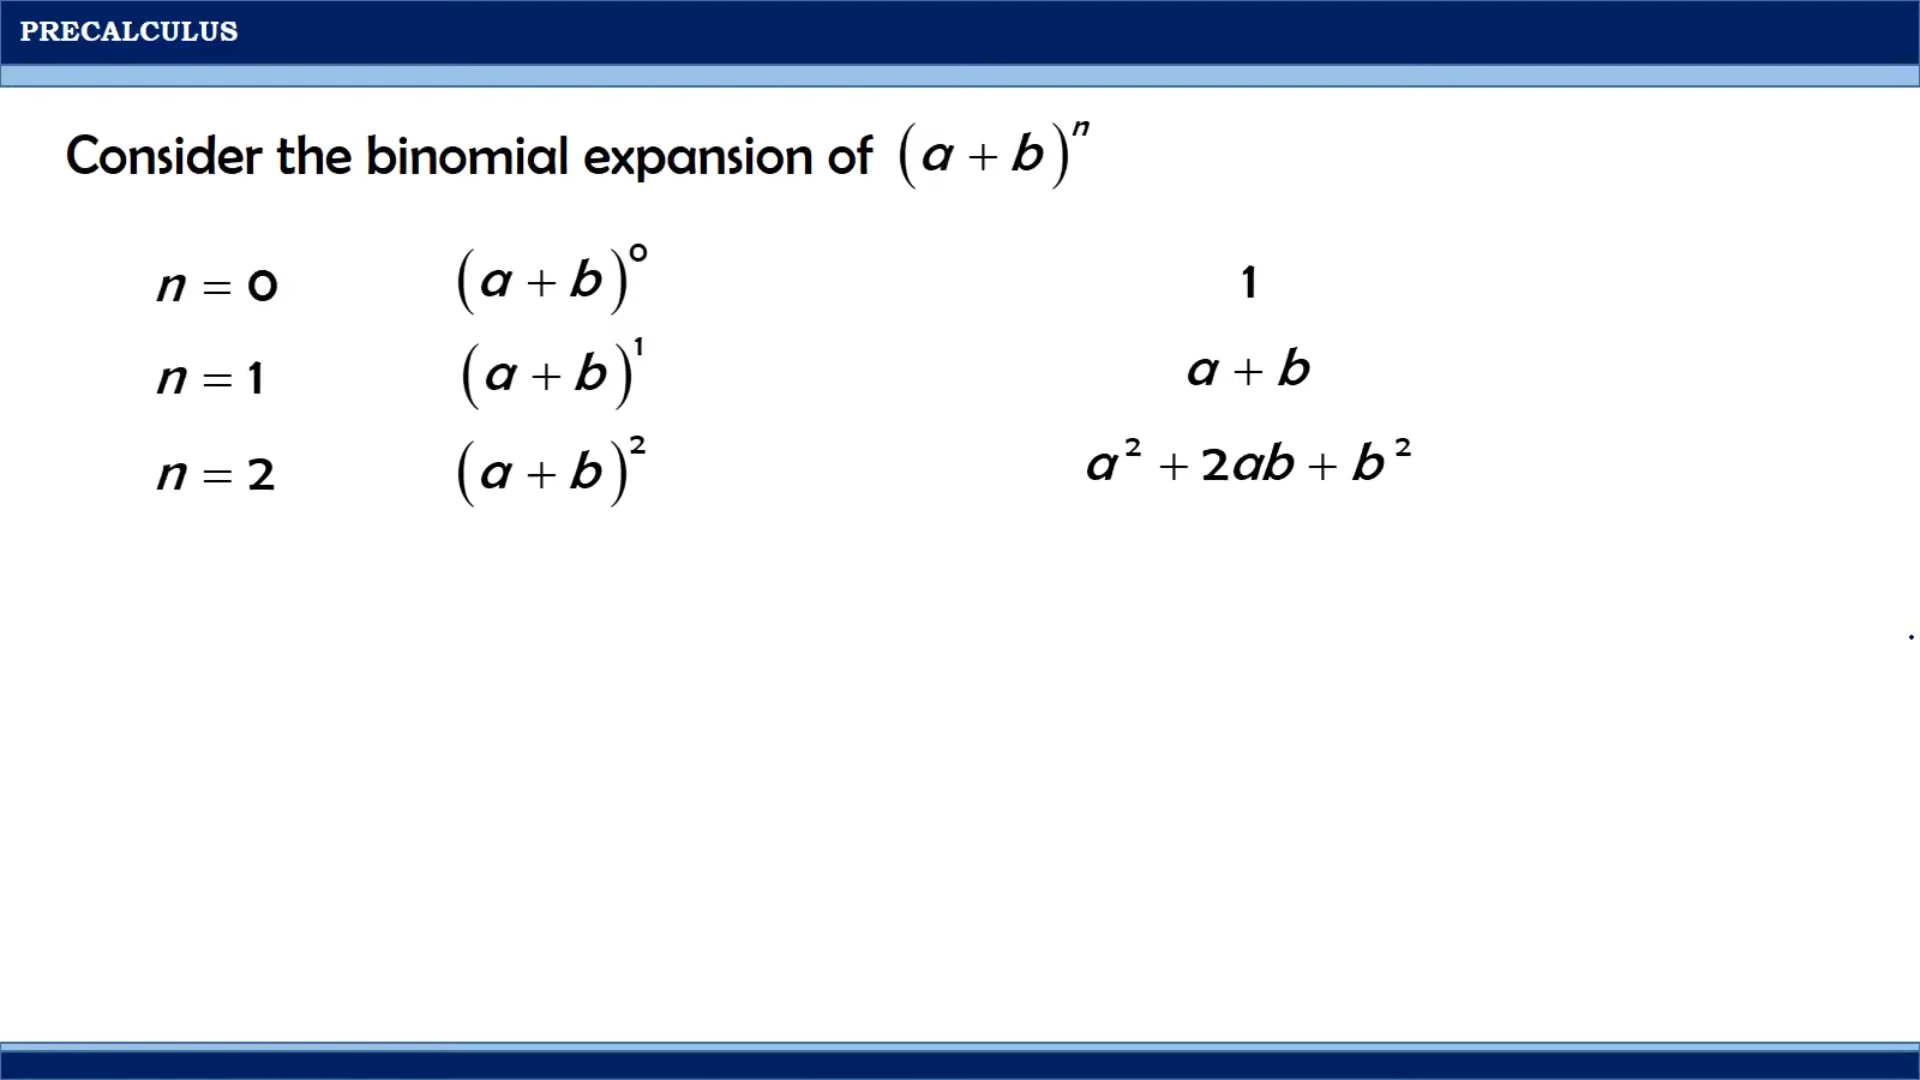 PRECALCULUS
Consider the binomial expansion of (a + b)ⁿ
n = 0 (a + b)⁰ 1
n = 1 (a + b)¹ a + b
n = 2 (a + b)² a² + 2ab + b²